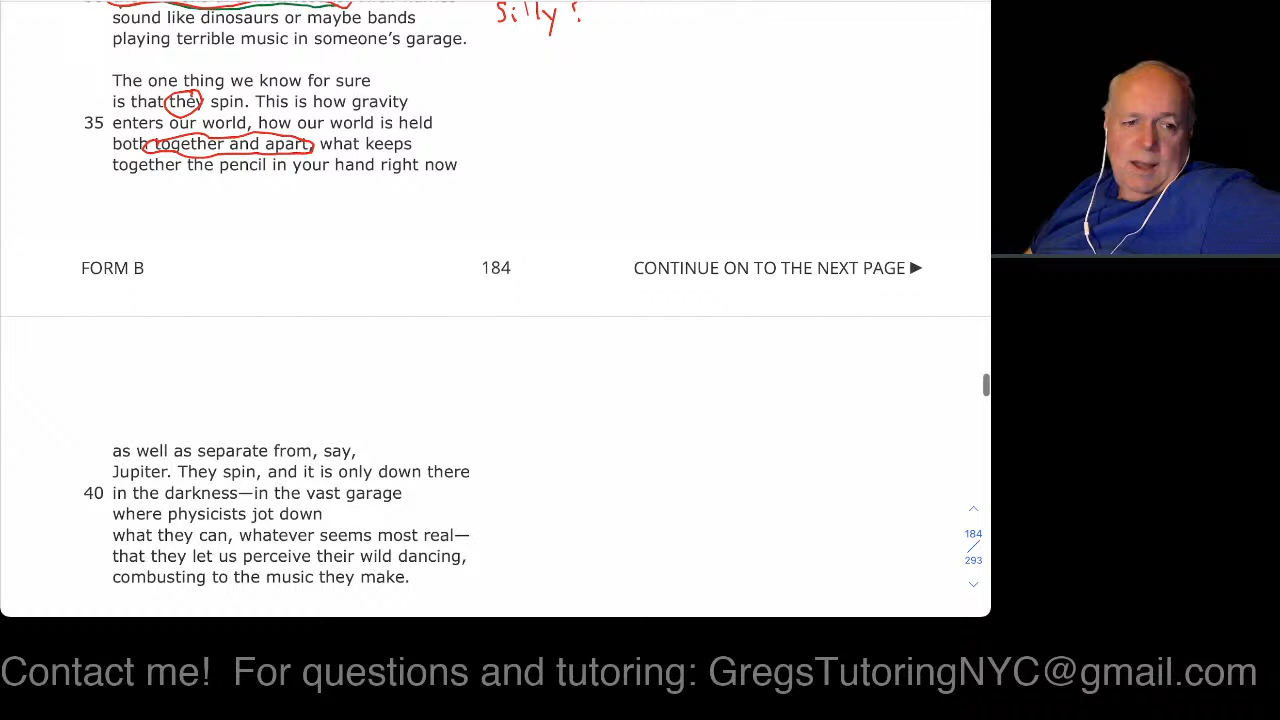 sound like dinosaurs or maybe bands
silly?
playing terrible music in someone's garage.
The one thing we know for sure
is that they spin. This is how gravity
35 enters our world, how our world is held
both together and apart, what keeps
together the pencil in your hand right now
FORM B 184 CONTINUE ON TO THE NEXT PAGE ▶
as well as separate from, say,
Jupiter. They spin, and it is only down there
40 in the darkness—in the vast garage
where physicists jot down
what they can, whatever seems most real—
that they let us perceive their wild dancing,
combusting to the music they make.
184
293
Contact me! For questions and tutoring: GregsTutoringNYC@gmail.com